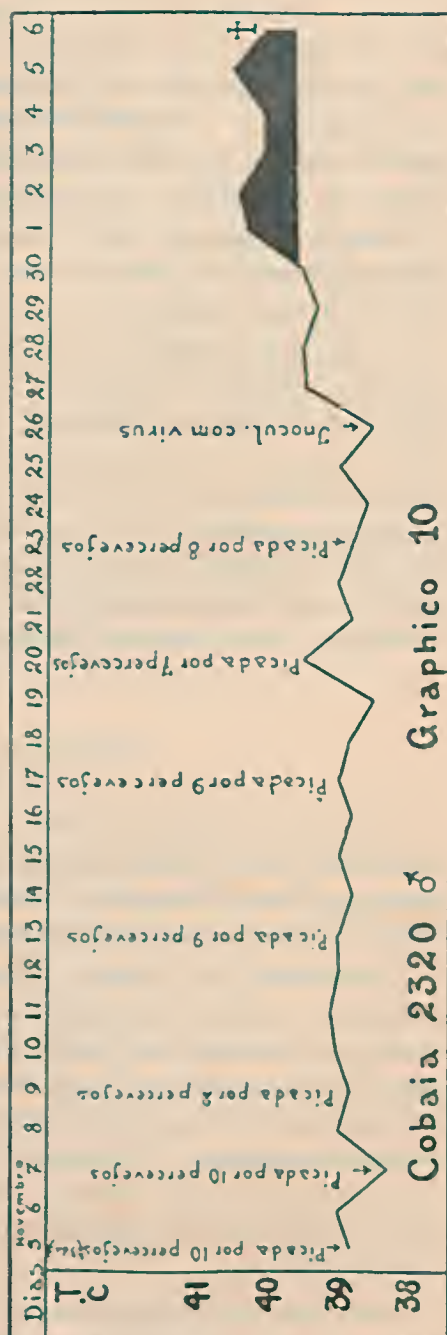 Novembro
Dias 5 6 7 8 9 10 11 12 13 14 15 16 17 18 19 20 21 22 23 24 25 26 27 28 29 30 1 2 3 4 5 6
T. C
41
40
39
38
Picada por 10 percevejos
Picada por 10 percevejos
Picada por 2 percevejos
Picada por 9 percevejos
Picada por 9 percevejos
Picada por 7 percevejos
Picada por 8 percevejos
Inocul. com virus
Cobaia 2320 ♂ Graphico 10